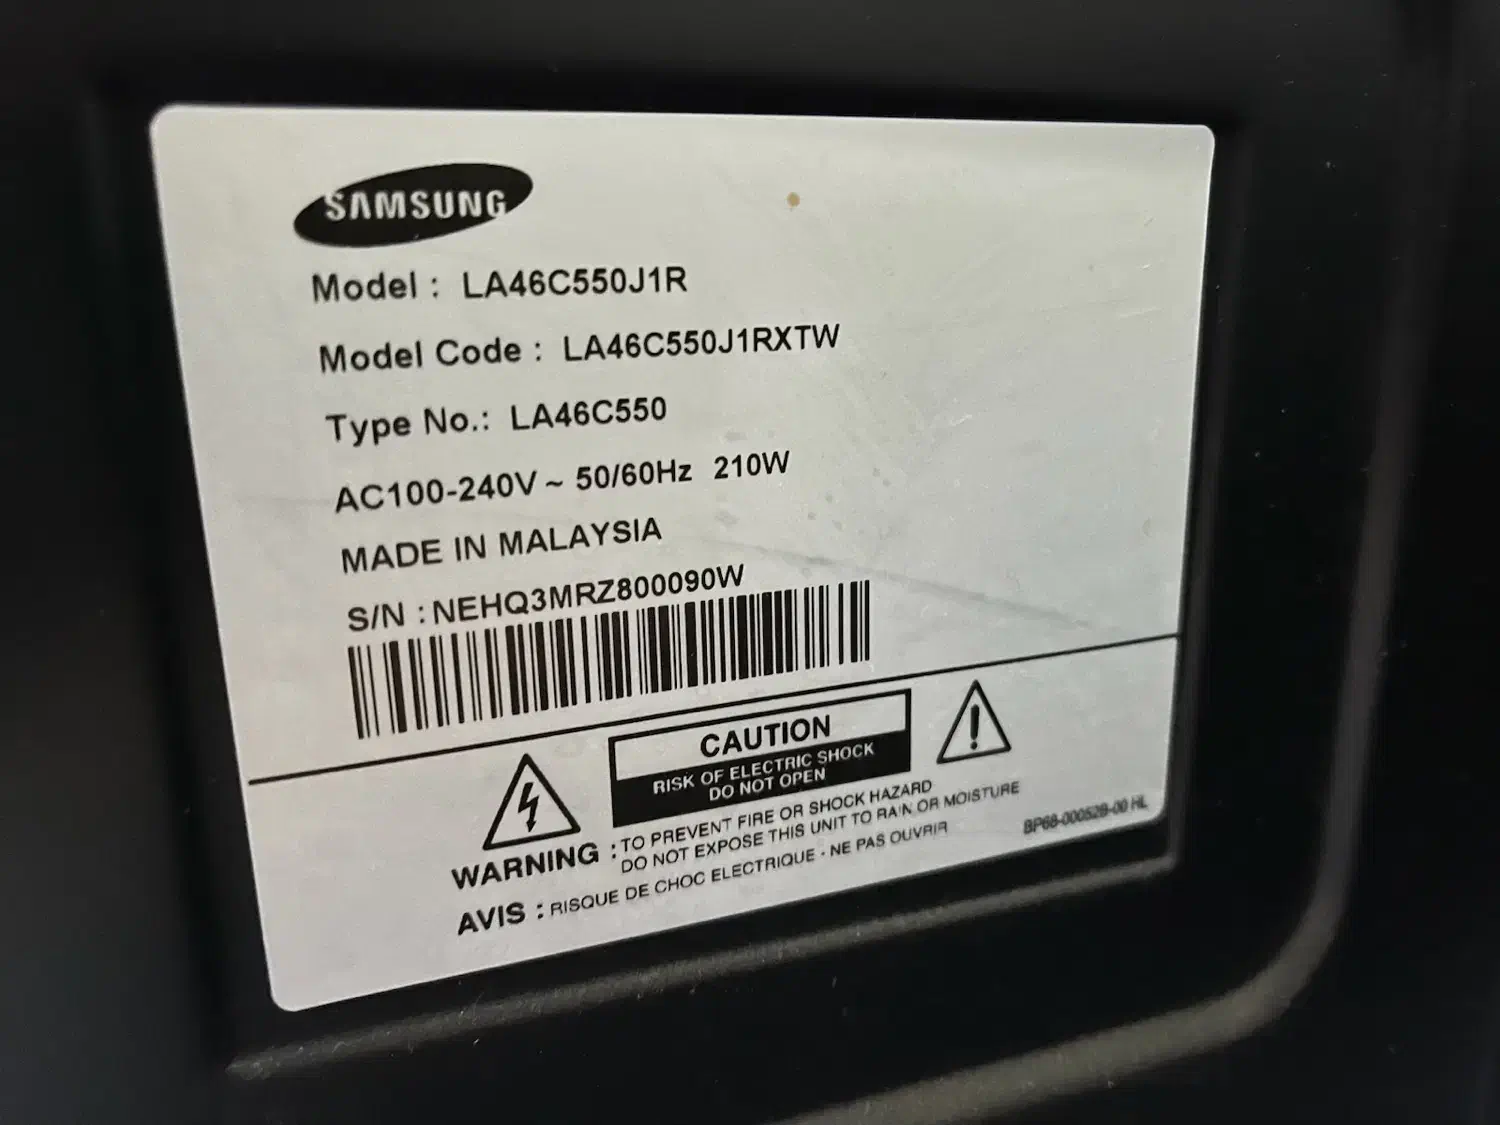 SAMSUNG
Model : LA46C550J1R
Model Code : LA46C550J1RXTW
Type No.: LA46C550
AC100-240V ~ 50/60Hz 210W
MADE IN MALAYSIA
S/N : NEHQ3MRZ800090W
CAUTION
RISK OF ELECTRIC SHOCK
DO NOT OPEN
WARNING : TO PREVENT FIRE OR SHOCK HAZARD
DO NOT EXPOSE THIS UNIT TO RAIN OR MOISTURE
AVIS : RISQUE DE CHOC ELECTRIQUE - NE PAS OUVRIR